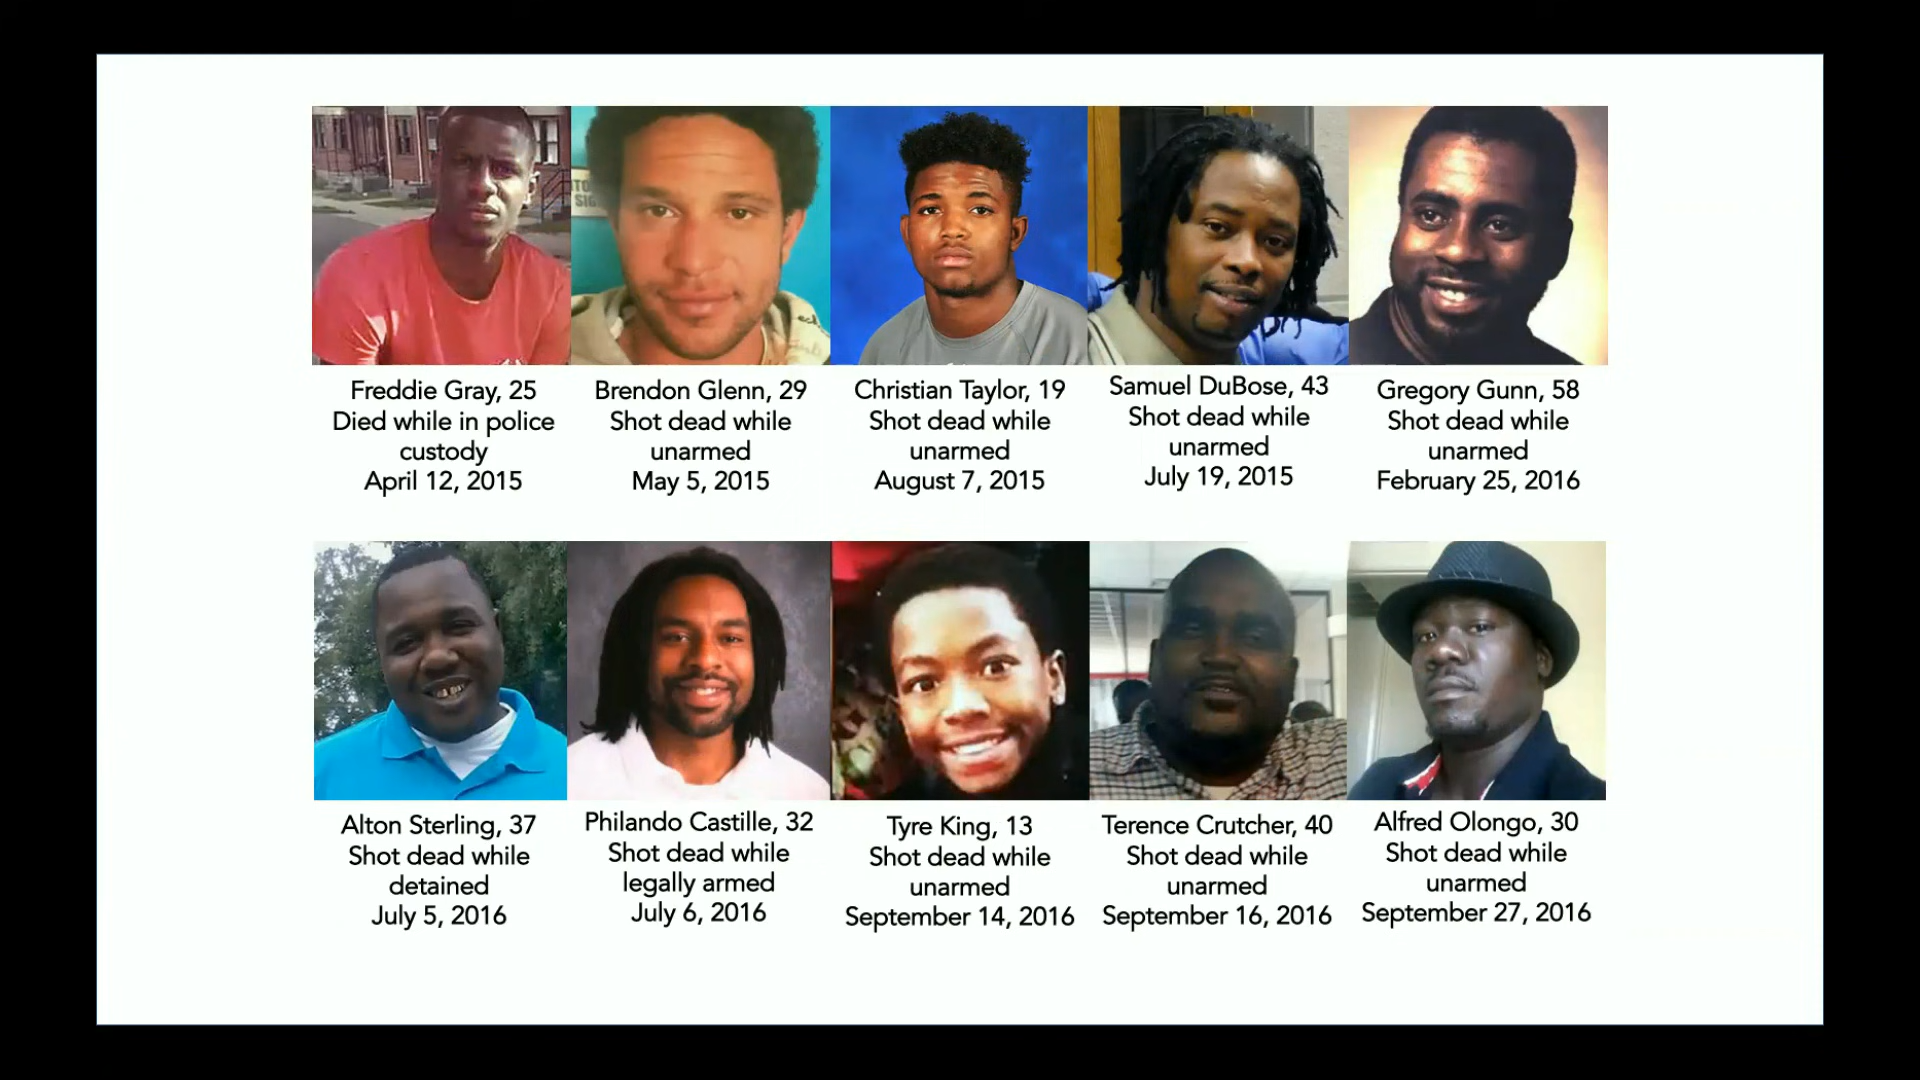 Freddie Gray, 25
Died while in police
custody
April 12, 2015
Brendon Glenn, 29
Shot dead while
unarmed
May 5, 2015
Christian Taylor, 19
Shot dead while
unarmed
August 7, 2015
Samuel DuBose, 43
Shot dead while
unarmed
July 19, 2015
Gregory Gunn, 58
Shot dead while
unarmed
February 25, 2016
Alton Sterling, 37
Shot dead while
detained
July 5, 2016
Philando Castille, 32
Shot dead while
legally armed
July 6, 2016
Tyre King, 13
Shot dead while
unarmed
September 14, 2016
Terence Crutcher, 40
Shot dead while
unarmed
September 16, 2016
Alfred Olongo, 30
Shot dead while
unarmed
September 27, 2016